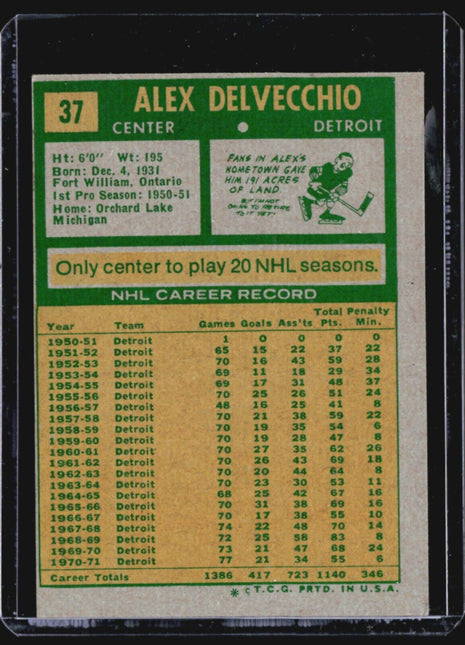 37 ALEX DELVECCHIO
CENTER • DETROIT
Ht: 6'0" Wt: 195
Born: Dec. 4, 1931
Fort William, Ontario
1st Pro Season: 1950-51
Home: Orchard Lake
Michigan
FANS IN ALEX'S
HOMETOWN GAVE
HIM 191 ACRES
OF LAND.
BUT I'M NOT
GOING TO RETIRE
TO IT YET!
Only center to play 20 NHL seasons.
NHL CAREER RECORD
Total Penalty
Year Team Games Goals Ass'ts Pts. Min.
1950-51 Detroit 1 0 0 0 0
1951-52 Detroit 65 15 22 37 22
1952-53 Detroit 70 16 43 59 28
1953-54 Detroit 69 11 18 29 34
1954-55 Detroit 69 17 31 48 37
1955-56 Detroit 70 25 26 51 24
1956-57 Detroit 48 16 25 41 8
1957-58 Detroit 70 21 38 59 22
1958-59 Detroit 70 19 35 54 6
1959-60 Detroit 70 19 28 47 8
1960-61 Detroit 70 27 35 62 26
1961-62 Detroit 70 26 43 69 18
1962-63 Detroit 70 20 44 64 8
1963-64 Detroit 70 23 30 53 11
1964-65 Detroit 68 25 42 67 16
1965-66 Detroit 70 31 38 69 16
1966-67 Detroit 70 17 38 55 10
1967-68 Detroit 74 22 48 70 14
1968-69 Detroit 72 25 58 83 8
1969-70 Detroit 73 21 47 68 24
1970-71 Detroit 77 21 34 55 6
Career Totals 1386 417 723 1140 346
* © T.C.G. PRTD. IN U.S.A.